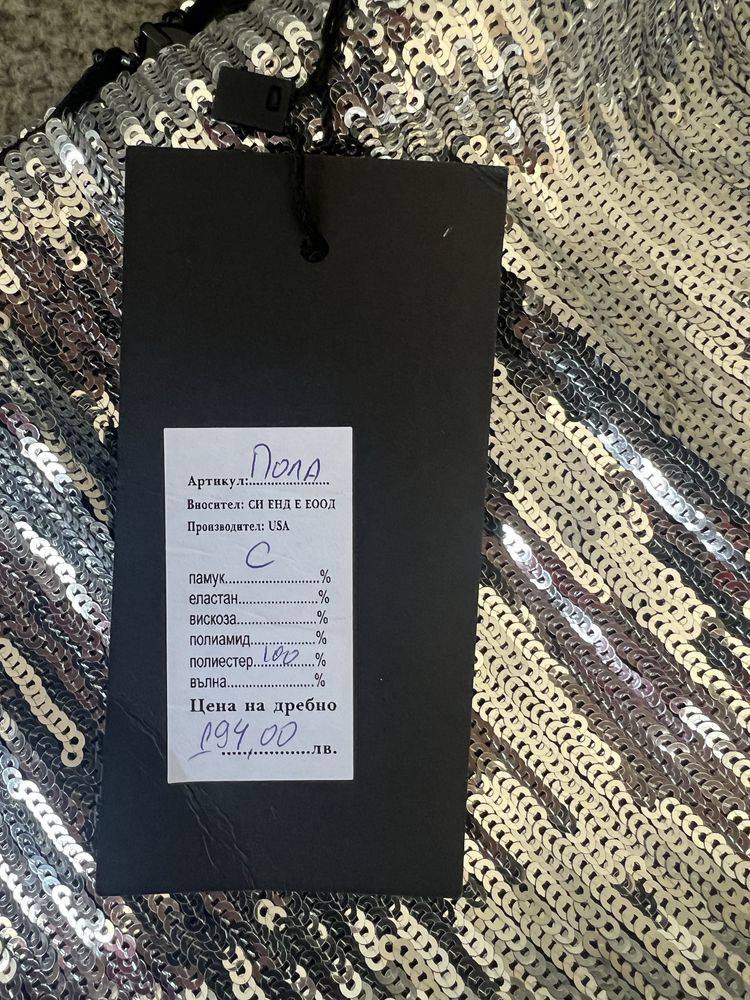 Артикул:..........Пола..........
Вносител: СИ ЕНД Е ЕООД
Производител: USA
С
памук......................%
еластан...................%
вискоза...................%
полиамид................%
полиестер...100...%
вълна.....................%
Цена на дребно
194,00 лв.